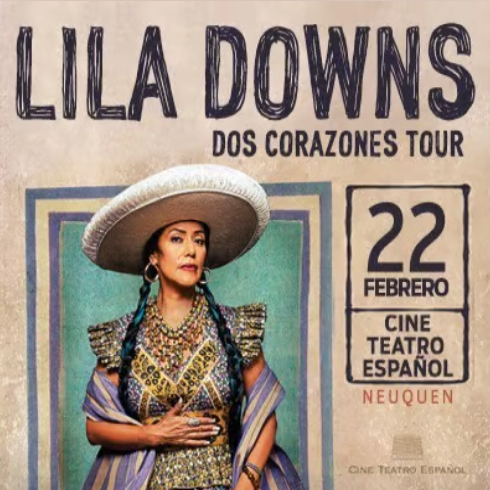 LILA DOWNS
DOS CORAZONES TOUR
22
FEBRERO
CINE
TEATRO
ESPAÑOL
NEUQUEN
CINE TEATRO ESPAÑOL